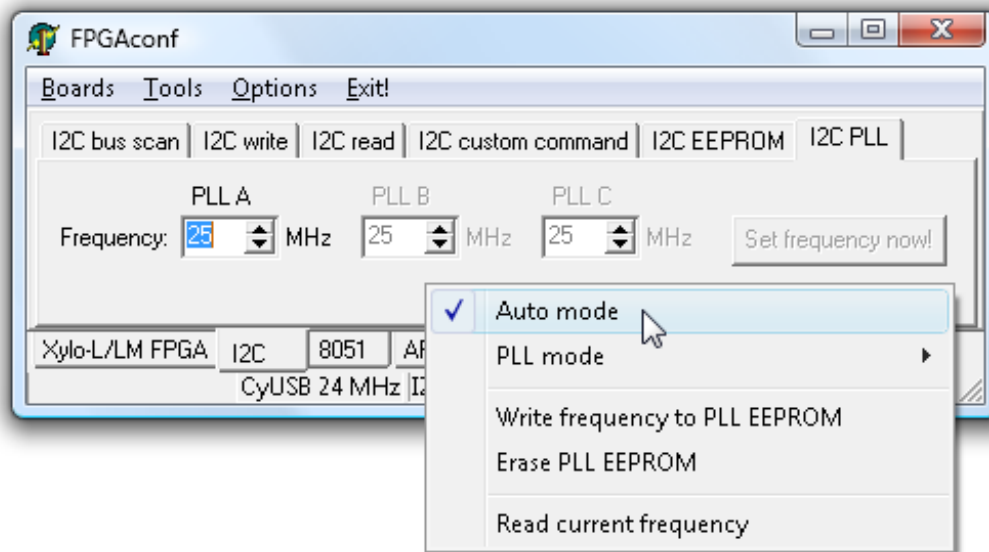 FPGAconf
Boards Tools Options Exit!
I2C bus scan I2C write I2C read I2C custom command I2C EEPROM I2C PLL
PLL A PLL B PLL C
Frequency: 25 MHz 25 MHz 25 MHz Set frequency now!
Auto mode
Xylo-L/LM FPGA I2C 8051
PLL mode
CyUSB 24 MHz
Write frequency to PLL EEPROM
Erase PLL EEPROM
Read current frequency